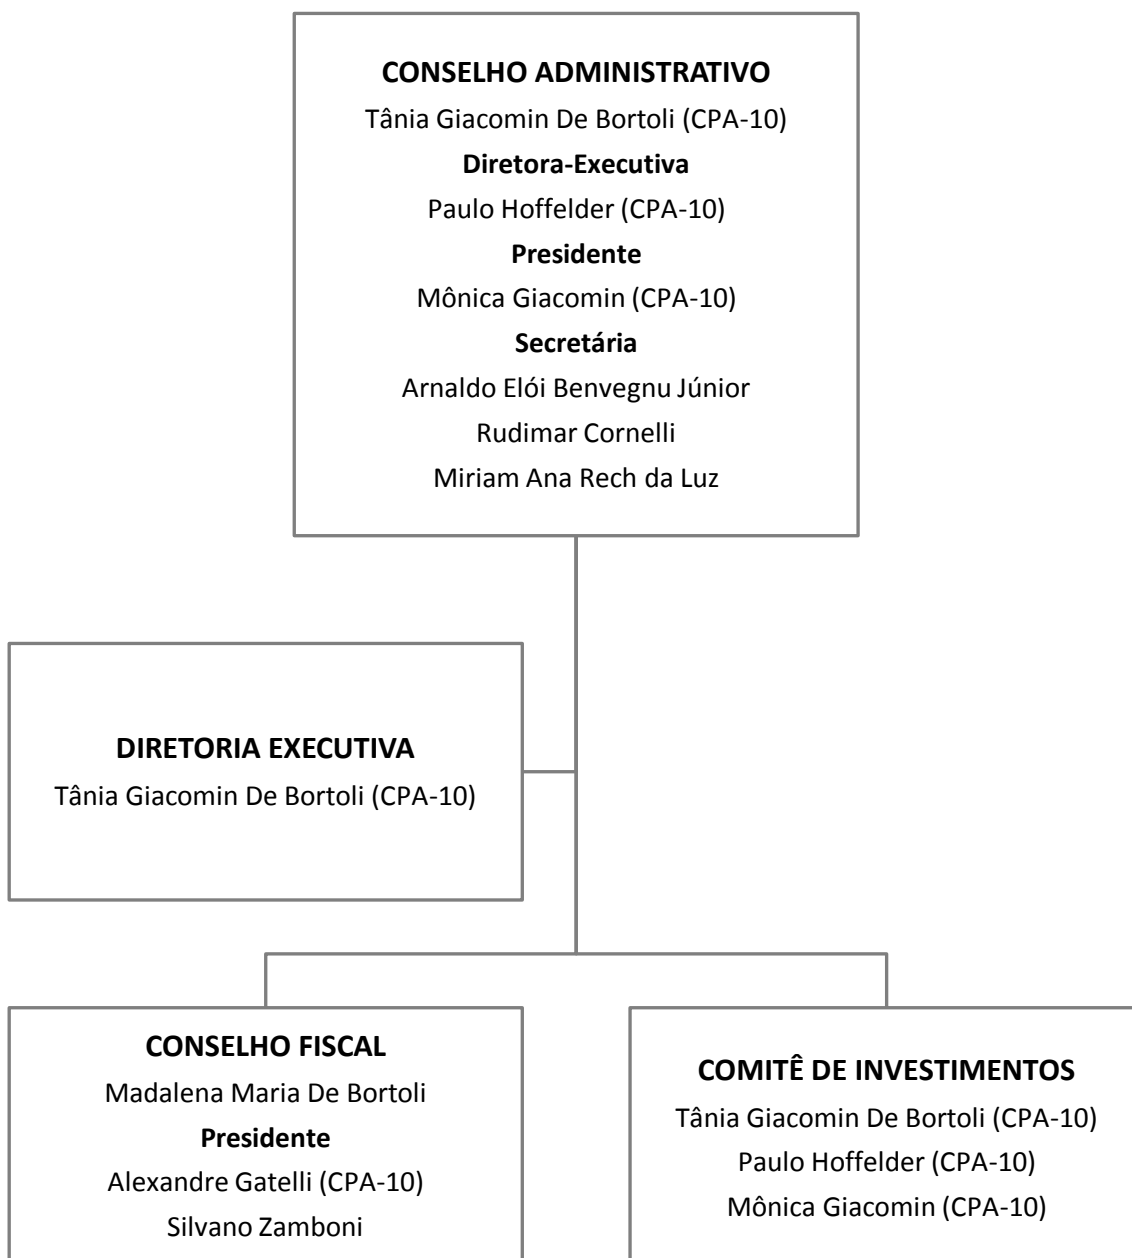 CONSELHO ADMINISTRATIVO
Tânia Giacomin De Bortoli (CPA-10)
Diretora-Executiva
Paulo Hoffelder (CPA-10)
Presidente
Mônica Giacomin (CPA-10)
Secretária
Arnaldo Elói Benvegnu Júnior
Rudimar Cornelli
Miriam Ana Rech da Luz
DIRETORIA EXECUTIVA
Tânia Giacomin De Bortoli (CPA-10)
CONSELHO FISCAL
Madalena Maria De Bortoli
Presidente
Alexandre Gatelli (CPA-10)
Silvano Zamboni
COMITÊ DE INVESTIMENTOS
Tânia Giacomin De Bortoli (CPA-10)
Paulo Hoffelder (CPA-10)
Mônica Giacomin (CPA-10)